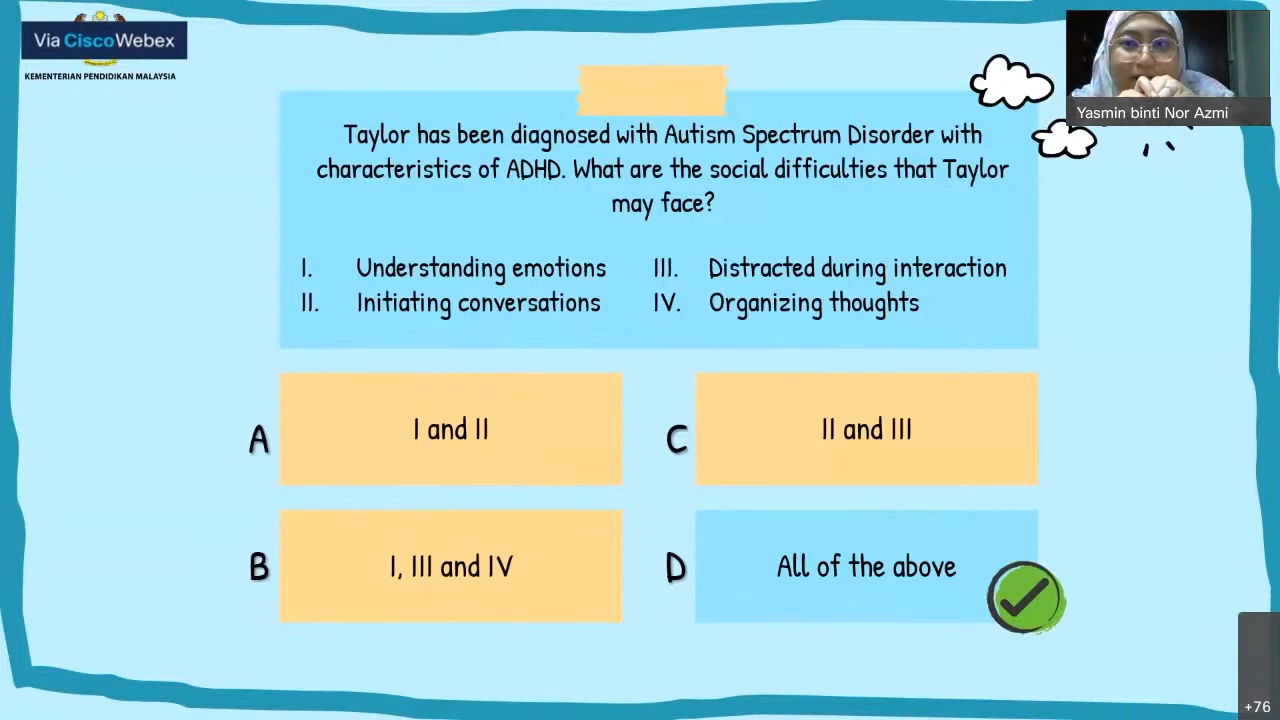 Via Cisco Webex
KEMENTERIAN PENDIDIKAN MALAYSIA
Yasmin binti Nor Azmi
Taylor has been diagnosed with Autism Spectrum Disorder with
characteristics of ADHD. What are the social difficulties that Taylor
may face?
I. Understanding emotions
II. Initiating conversations
III. Distracted during interaction
IV. Organizing thoughts
A I and II
C II and III
B I, III and IV
D All of the above
+76